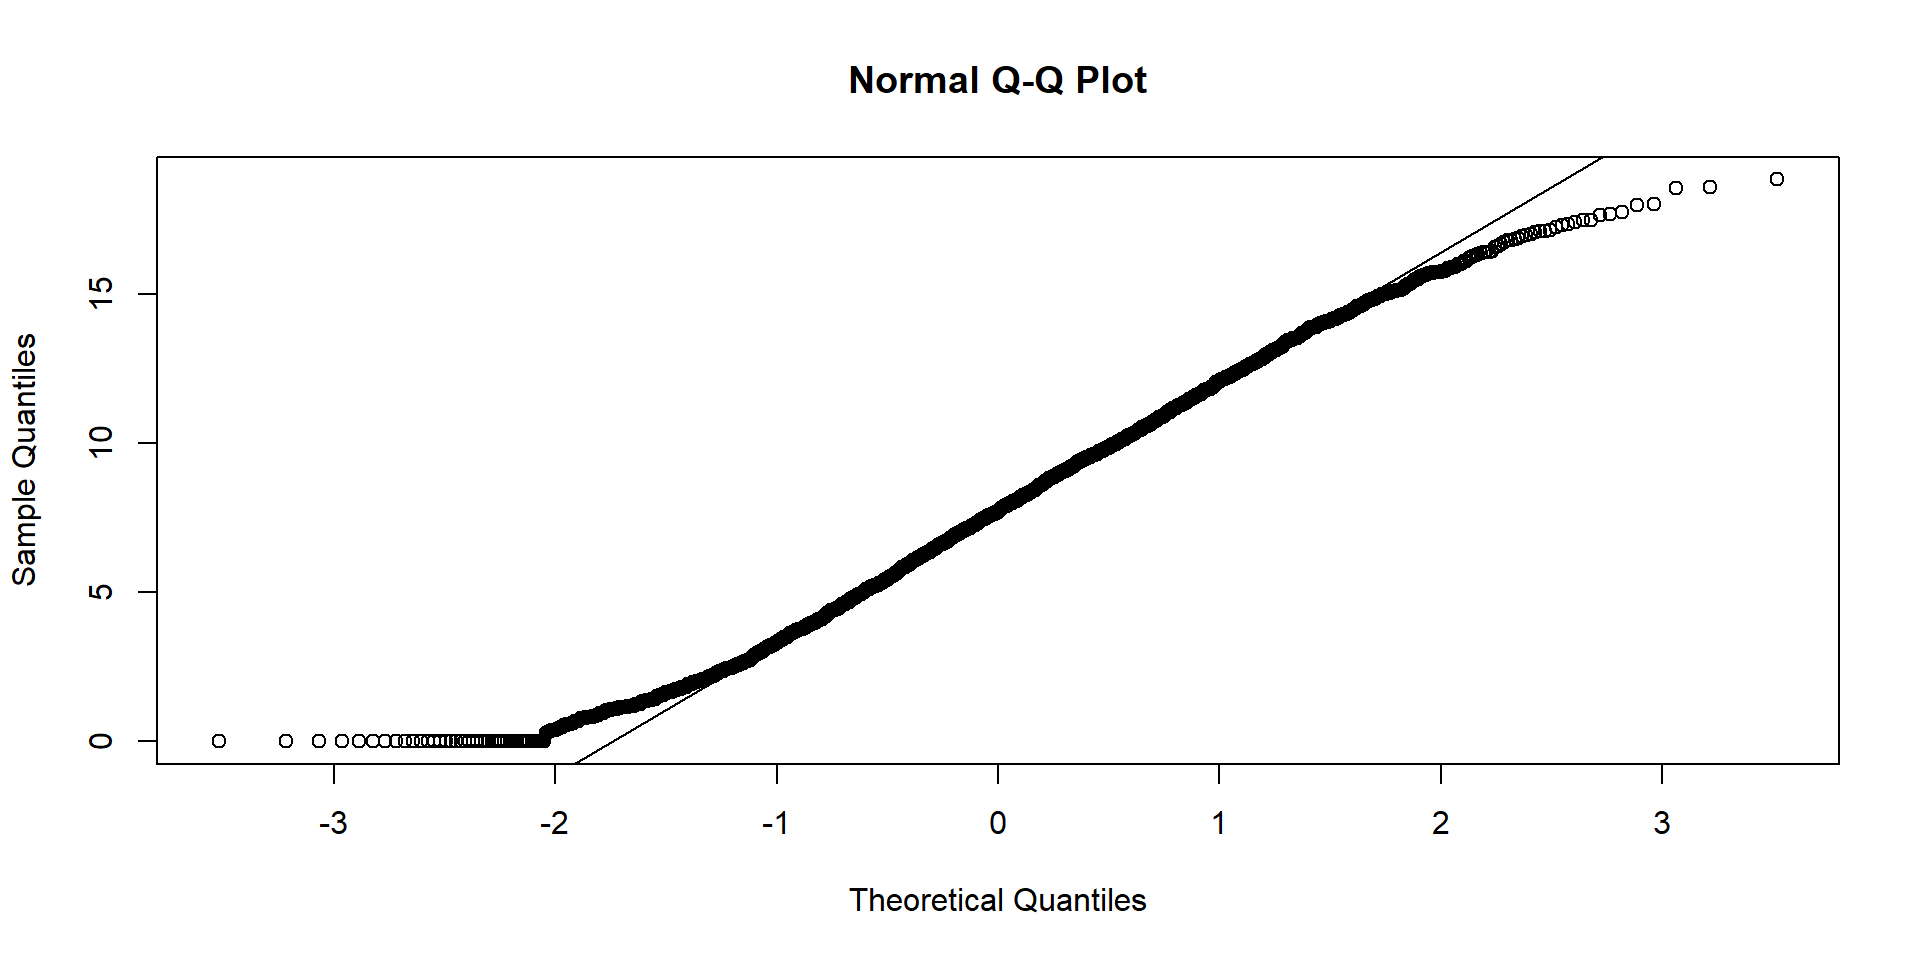 Normal Q-Q Plot
Sample Quantiles
15
10
5
0
-3 -2 -1 0 1 2 3
Theoretical Quantiles